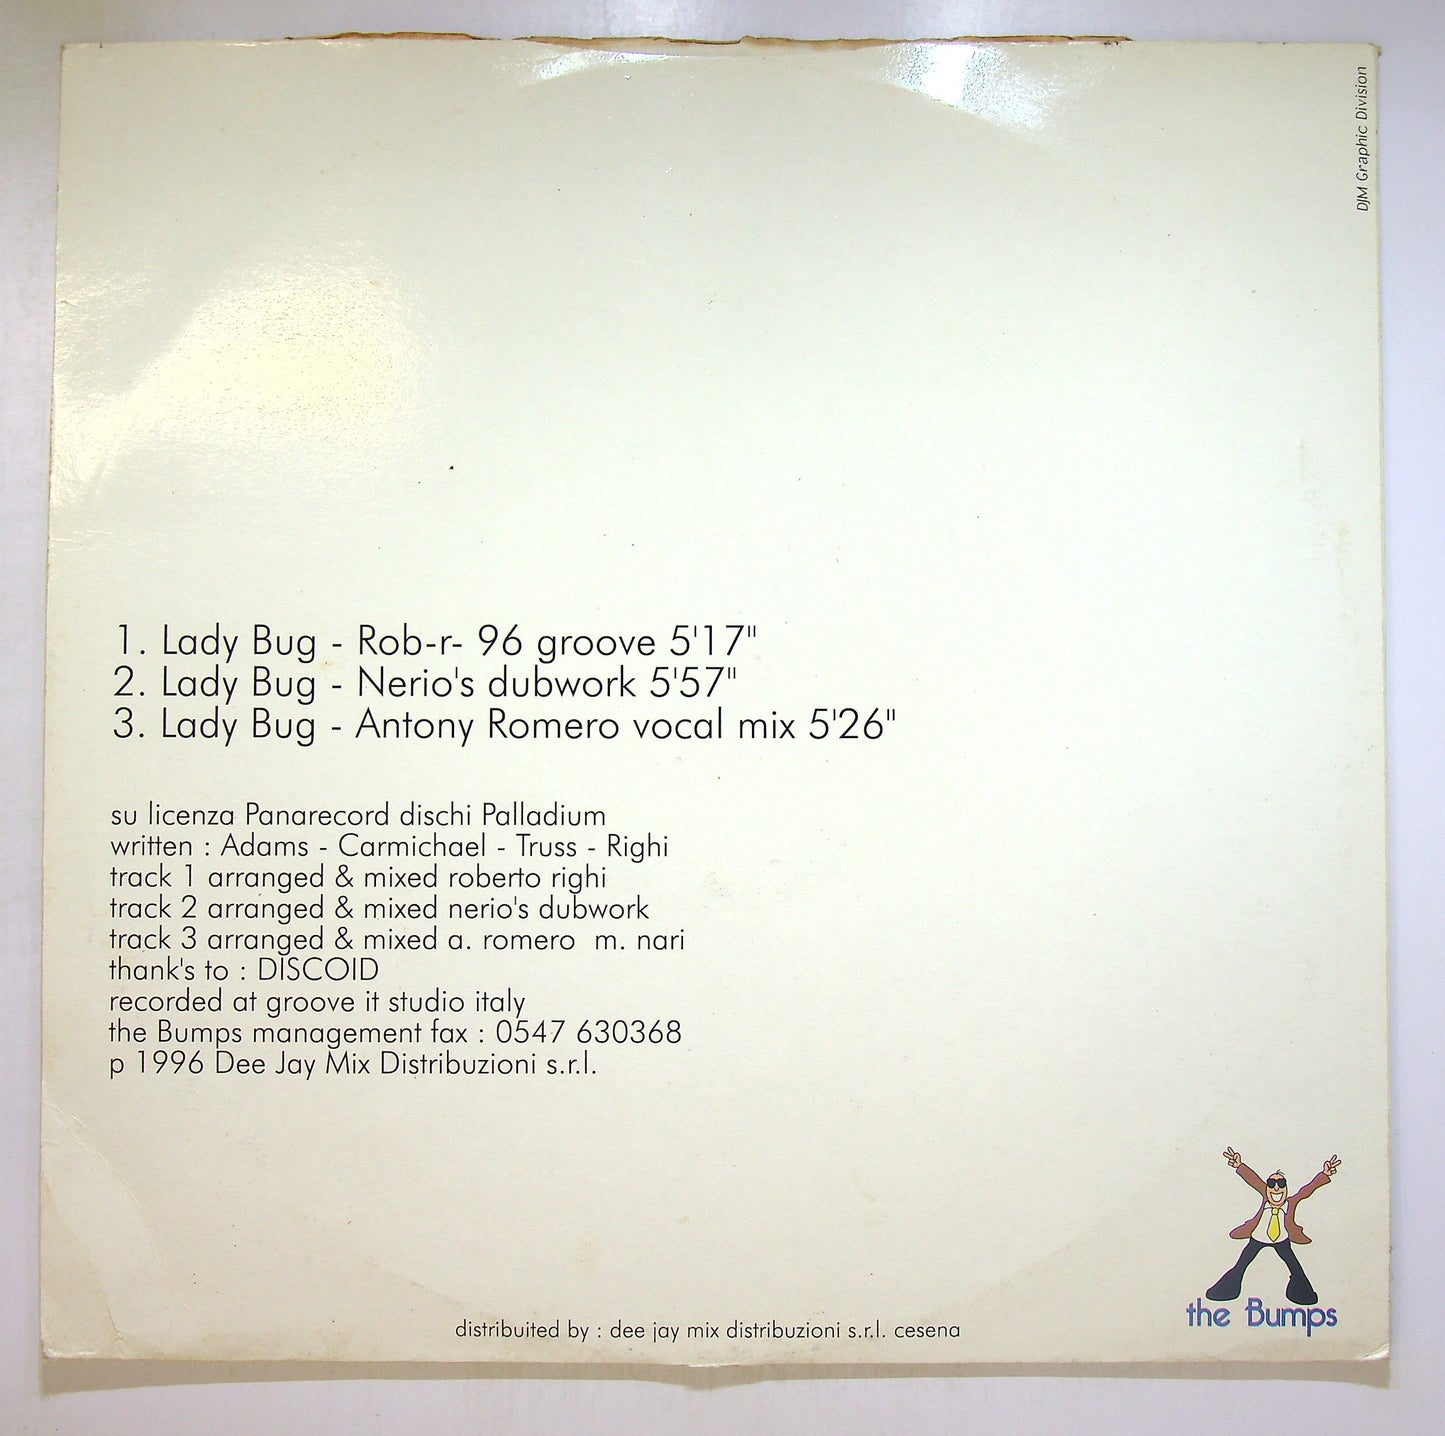 DJM Graphic Division
1. Lady Bug - Rob-r- 96 groove 5'17"
2. Lady Bug - Nerio's dubwork 5'57"
3. Lady Bug - Antony Romero vocal mix 5'26"
su licenza Panarecord dischi Palladium
written : Adams - Carmichael - Truss - Righi
track 1 arranged & mixed roberto righi
track 2 arranged & mixed nerio's dubwork
track 3 arranged & mixed a. romero  m. nari
thank's to : DISCOID
recorded at groove it studio italy
the Bumps management fax : 0547 630368
p 1996 Dee Jay Mix Distribuzioni s.r.l.
the Bumps
distribuited by : dee jay mix distribuzioni s.r.l. cesena